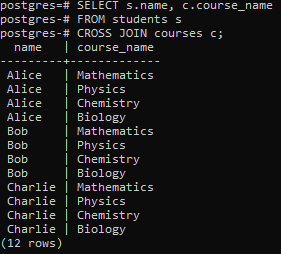 postgres-# SELECT s.name, c.course_name
postgres-# FROM students s
postgres-# CROSS JOIN courses c;
  name   | course_name
---------+-------------
 Alice   | Mathematics
 Alice   | Physics
 Alice   | Chemistry
 Alice   | Biology
 Bob     | Mathematics
 Bob     | Physics
 Bob     | Chemistry
 Bob     | Biology
 Charlie | Mathematics
 Charlie | Physics
 Charlie | Chemistry
 Charlie | Biology
(12 rows)